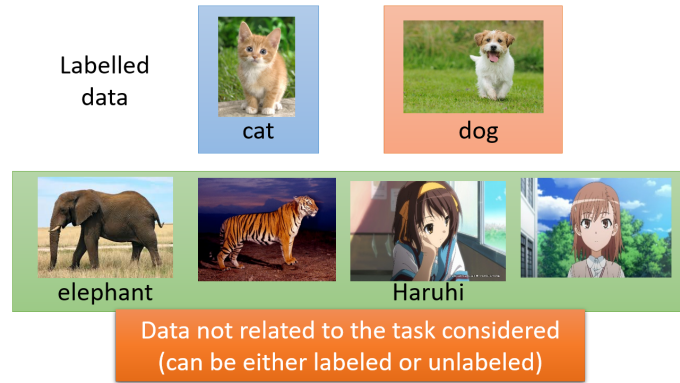 Labelled
data
cat
dog
elephant
Haruhi
Data not related to the task considered
(can be either labeled or unlabeled)